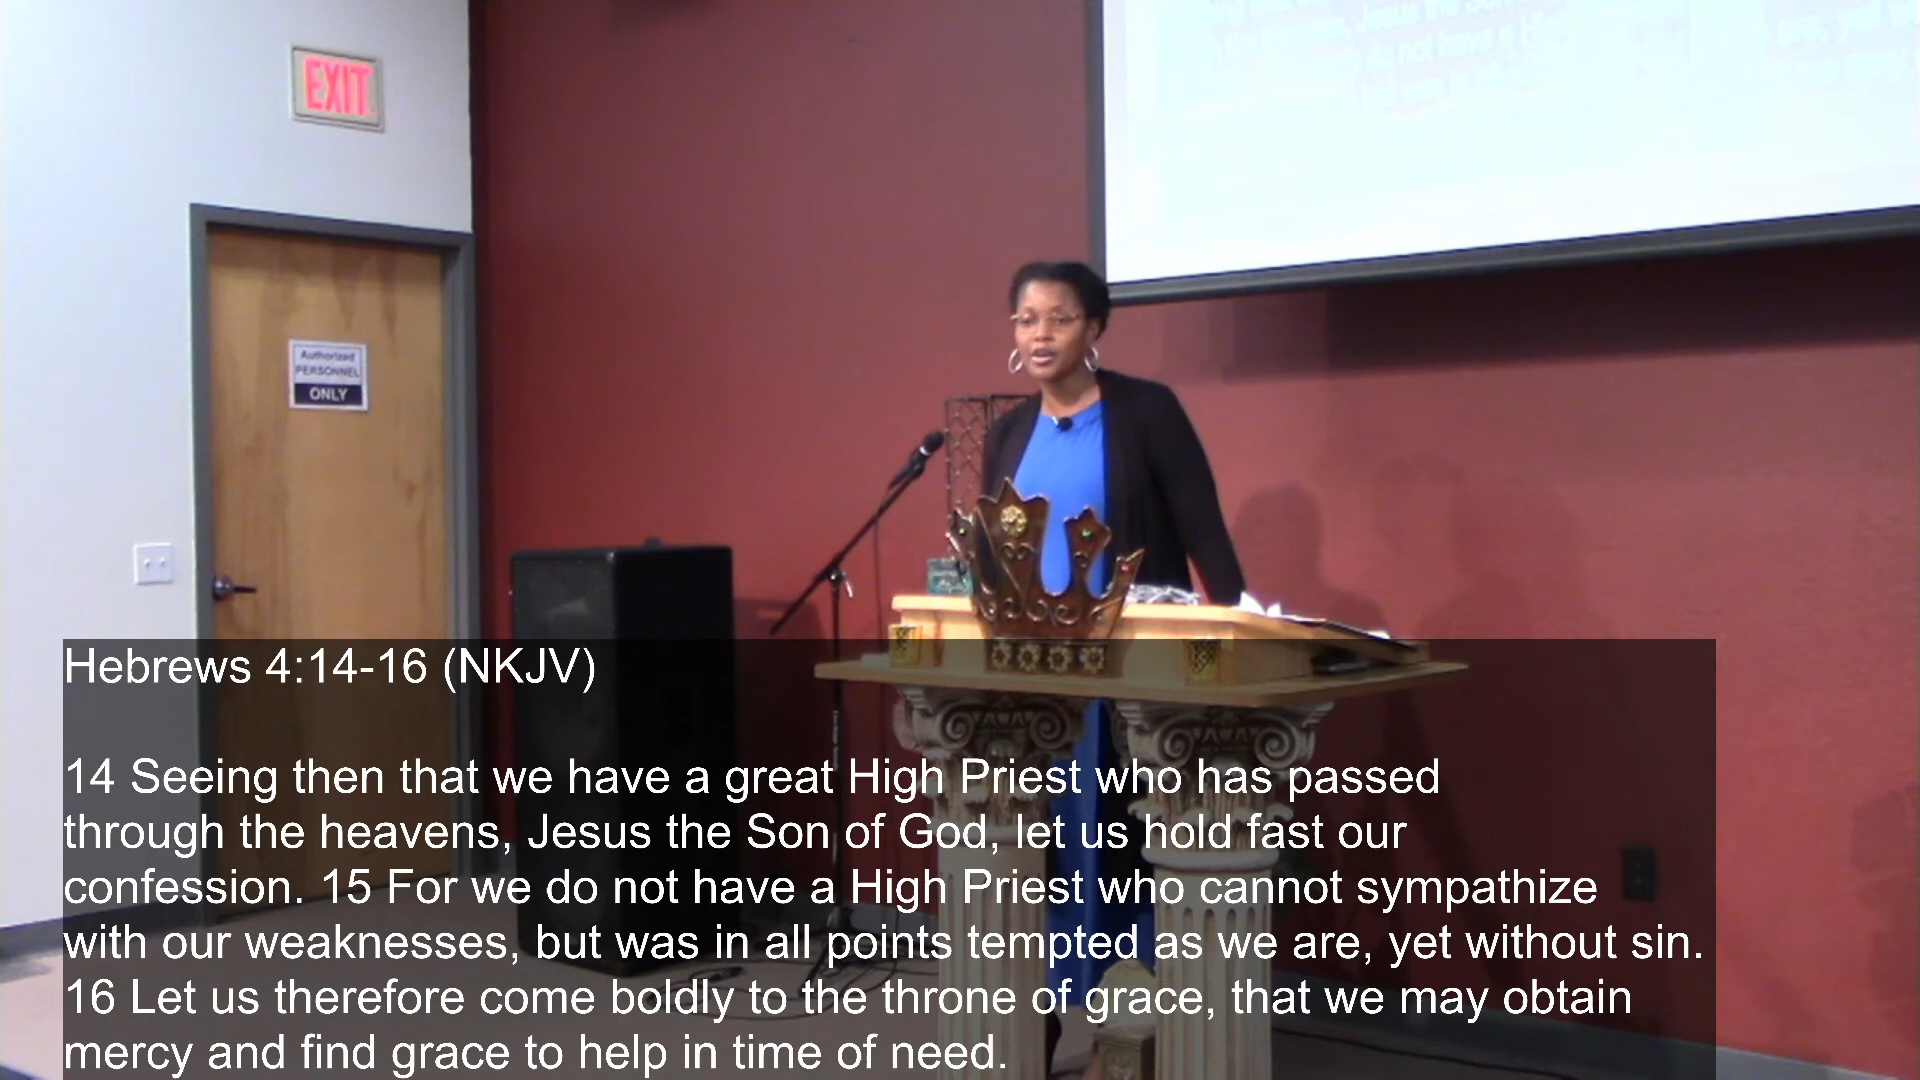 EXIT
Authorized
PERSONNEL
ONLY
Hebrews 4:14-16 (NKJV)
14 Seeing then that we have a great High Priest who has passed
through the heavens, Jesus the Son of God, let us hold fast our
confession. 15 For we do not have a High Priest who cannot sympathize
with our weaknesses, but was in all points tempted as we are, yet without sin.
16 Let us therefore come boldly to the throne of grace, that we may obtain
mercy and find grace to help in time of need.